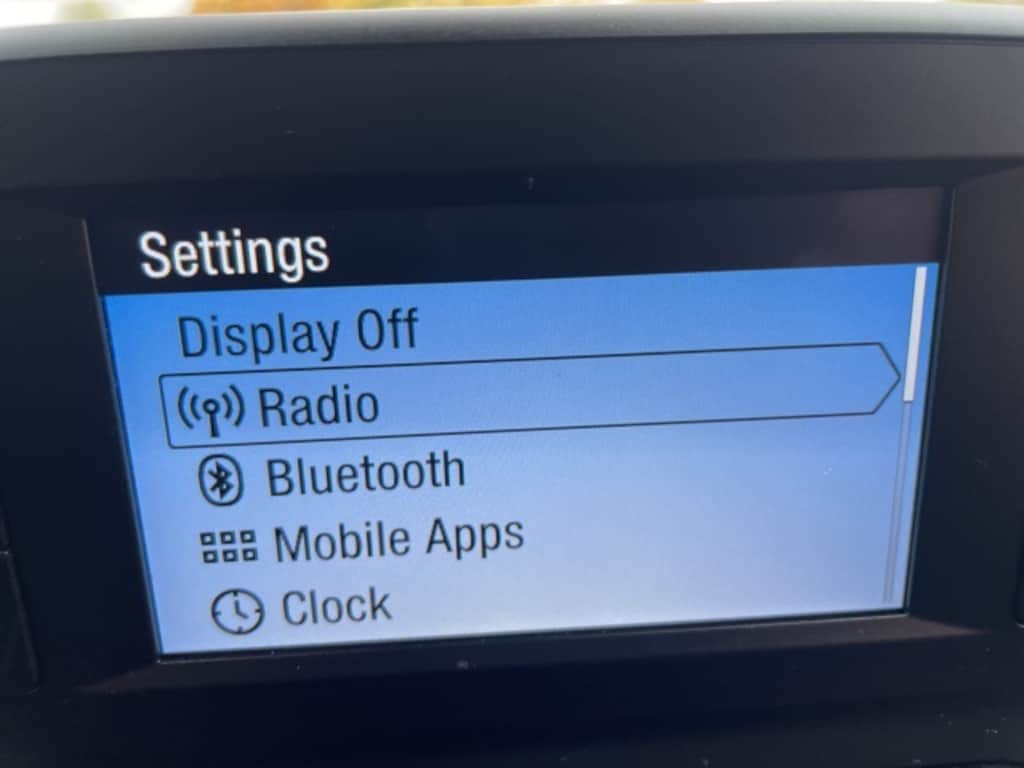 Settings
Display Off
Radio
Bluetooth
Mobile Apps
Clock